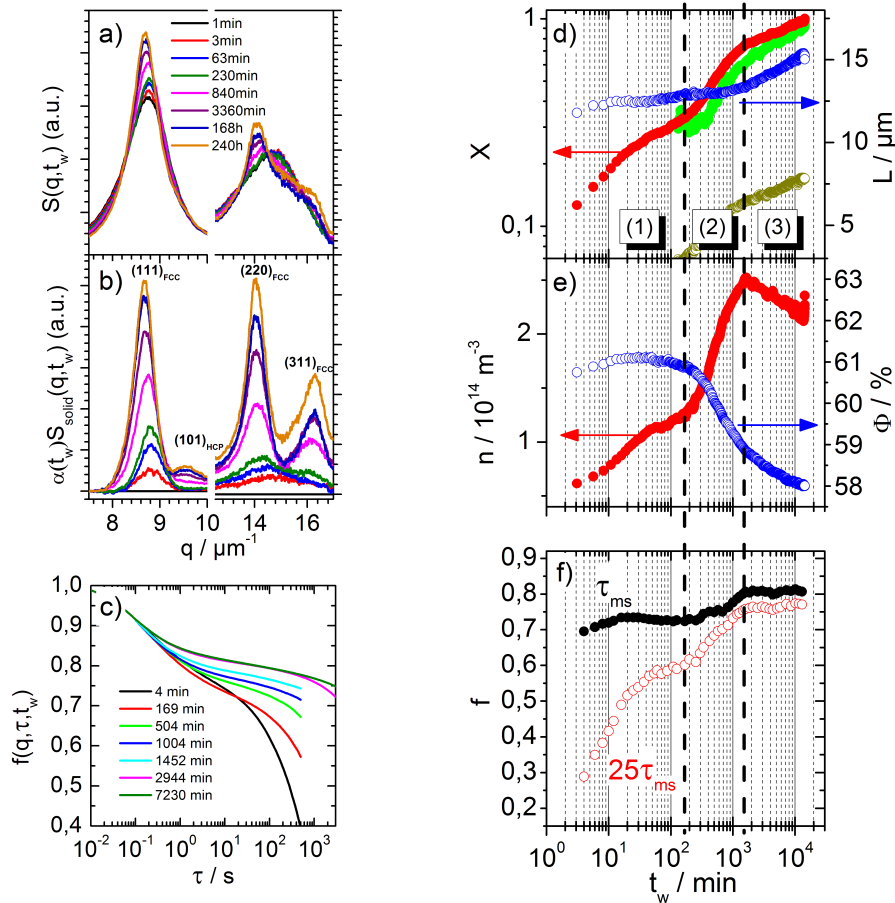 a)
S(q,t_w) (a.u.)
1min
3min
63min
230min
840min
3360min
168h
240h
b)
α(t_w)S_solid(q,t_w) (a.u.)
(111)_FCC
(101)_HCP
(220)_FCC
(311)_FCC
8 9 10 14 16
q / µm⁻¹
c)
f(q,τ,t_w)
1,0
0,9
0,8
0,7
0,6
0,5
0,4
4 min
169 min
504 min
1004 min
1452 min
2944 min
7230 min
10⁻² 10⁻¹ 10⁰ 10¹ 10² 10³
τ / s
d)
X
1
0,1
(1) (2) (3)
15
10
5
L / µm
e)
n / 10¹⁴ m⁻³
2
1
63
62
61
60
59
58
Φ / %
f)
f
0,9
0,8
0,7
0,6
0,5
0,4
0,3
0,2
τ_ms
25τ_ms
10⁰ 10¹ 10² 10³ 10⁴
t_w / min